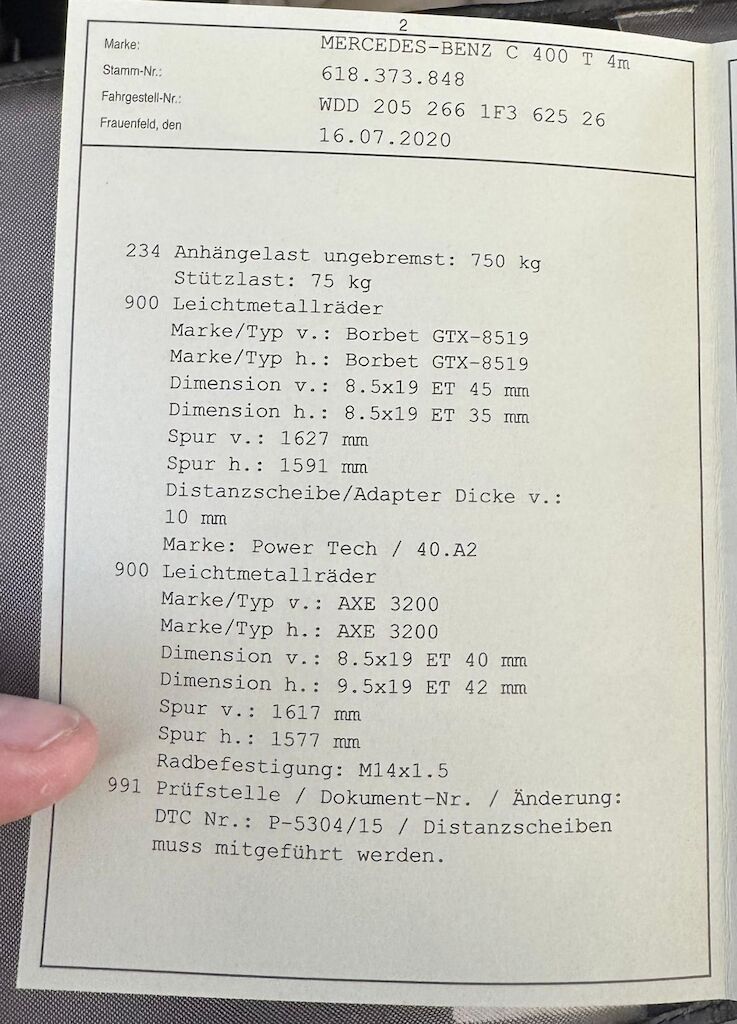 2
Marke: MERCEDES-BENZ C 400 T 4m
Stamm-Nr.: 618.373.848
Fahrgestell-Nr.: WDD 205 266 1F3 625 26
Frauenfeld, den 16.07.2020
234 Anhängelast ungebremst: 750 kg
Stützlast: 75 kg
900 Leichtmetallräder
Marke/Typ v.: Borbet GTX-8519
Marke/Typ h.: Borbet GTX-8519
Dimension v.: 8.5x19 ET 45 mm
Dimension h.: 8.5x19 ET 35 mm
Spur v.: 1627 mm
Spur h.: 1591 mm
Distanzscheibe/Adapter Dicke v.:
10 mm
Marke: Power Tech / 40.A2
900 Leichtmetallräder
Marke/Typ v.: AXE 3200
Marke/Typ h.: AXE 3200
Dimension v.: 8.5x19 ET 40 mm
Dimension h.: 9.5x19 ET 42 mm
Spur v.: 1617 mm
Spur h.: 1577 mm
Radbefestigung: M14x1.5
991 Prüfstelle / Dokument-Nr. / Änderung:
DTC Nr.: P-5304/15 / Distanzscheiben
muss mitgeführt werden.